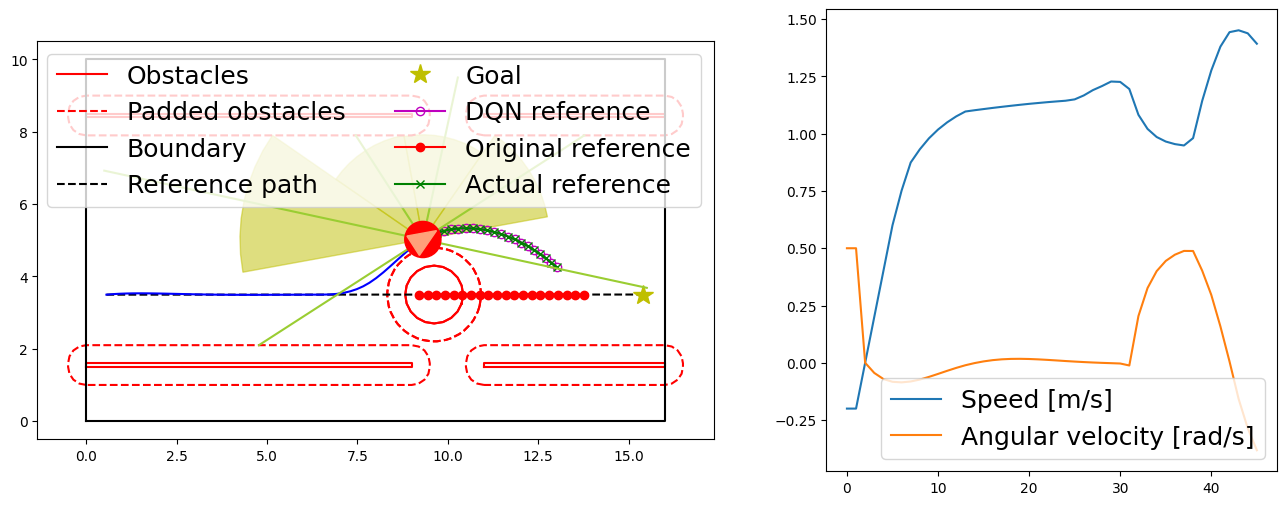 10
8
6
4
2
0
0.0 2.5 5.0 7.5 10.0 12.5 15.0
Obstacles
Padded obstacles
Boundary
Reference path
Goal
DQN reference
Original reference
Actual reference
1.50
1.25
1.00
0.75
0.50
0.25
0.00
−0.25
0 10 20 30 40
Speed [m/s]
Angular velocity [rad/s]